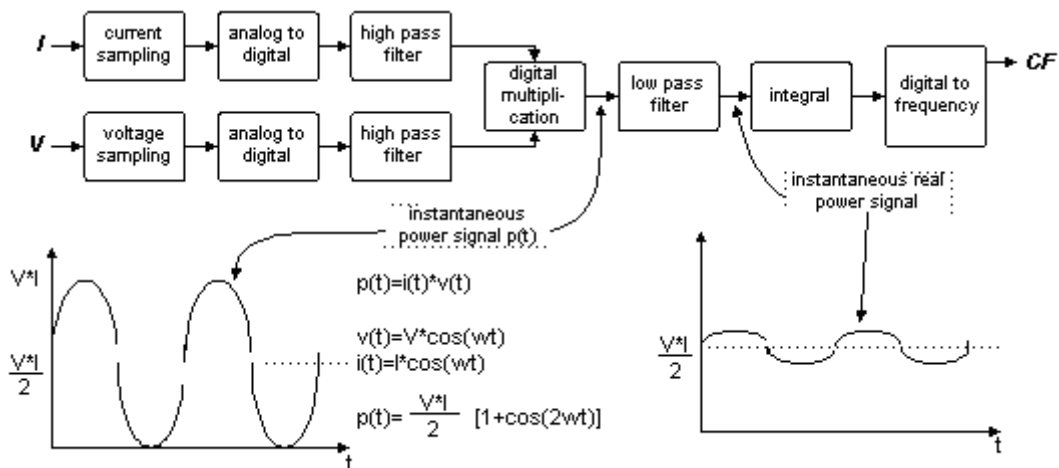 I
current
sampling
analog to
digital
high pass
filter
V
voltage
sampling
analog to
digital
high pass
filter
digital
multipli-
cation
low pass
filter
integral
digital to
frequency
CF
instantaneous
power signal p(t)
instantaneous real
power signal
V*I
V*I
2
t
p(t)=i(t)*v(t)
v(t)=V*cos(wt)
i(t)=I*cos(wt)
p(t)= V*I/2 [1+cos(2wt)]
V*I
2
t